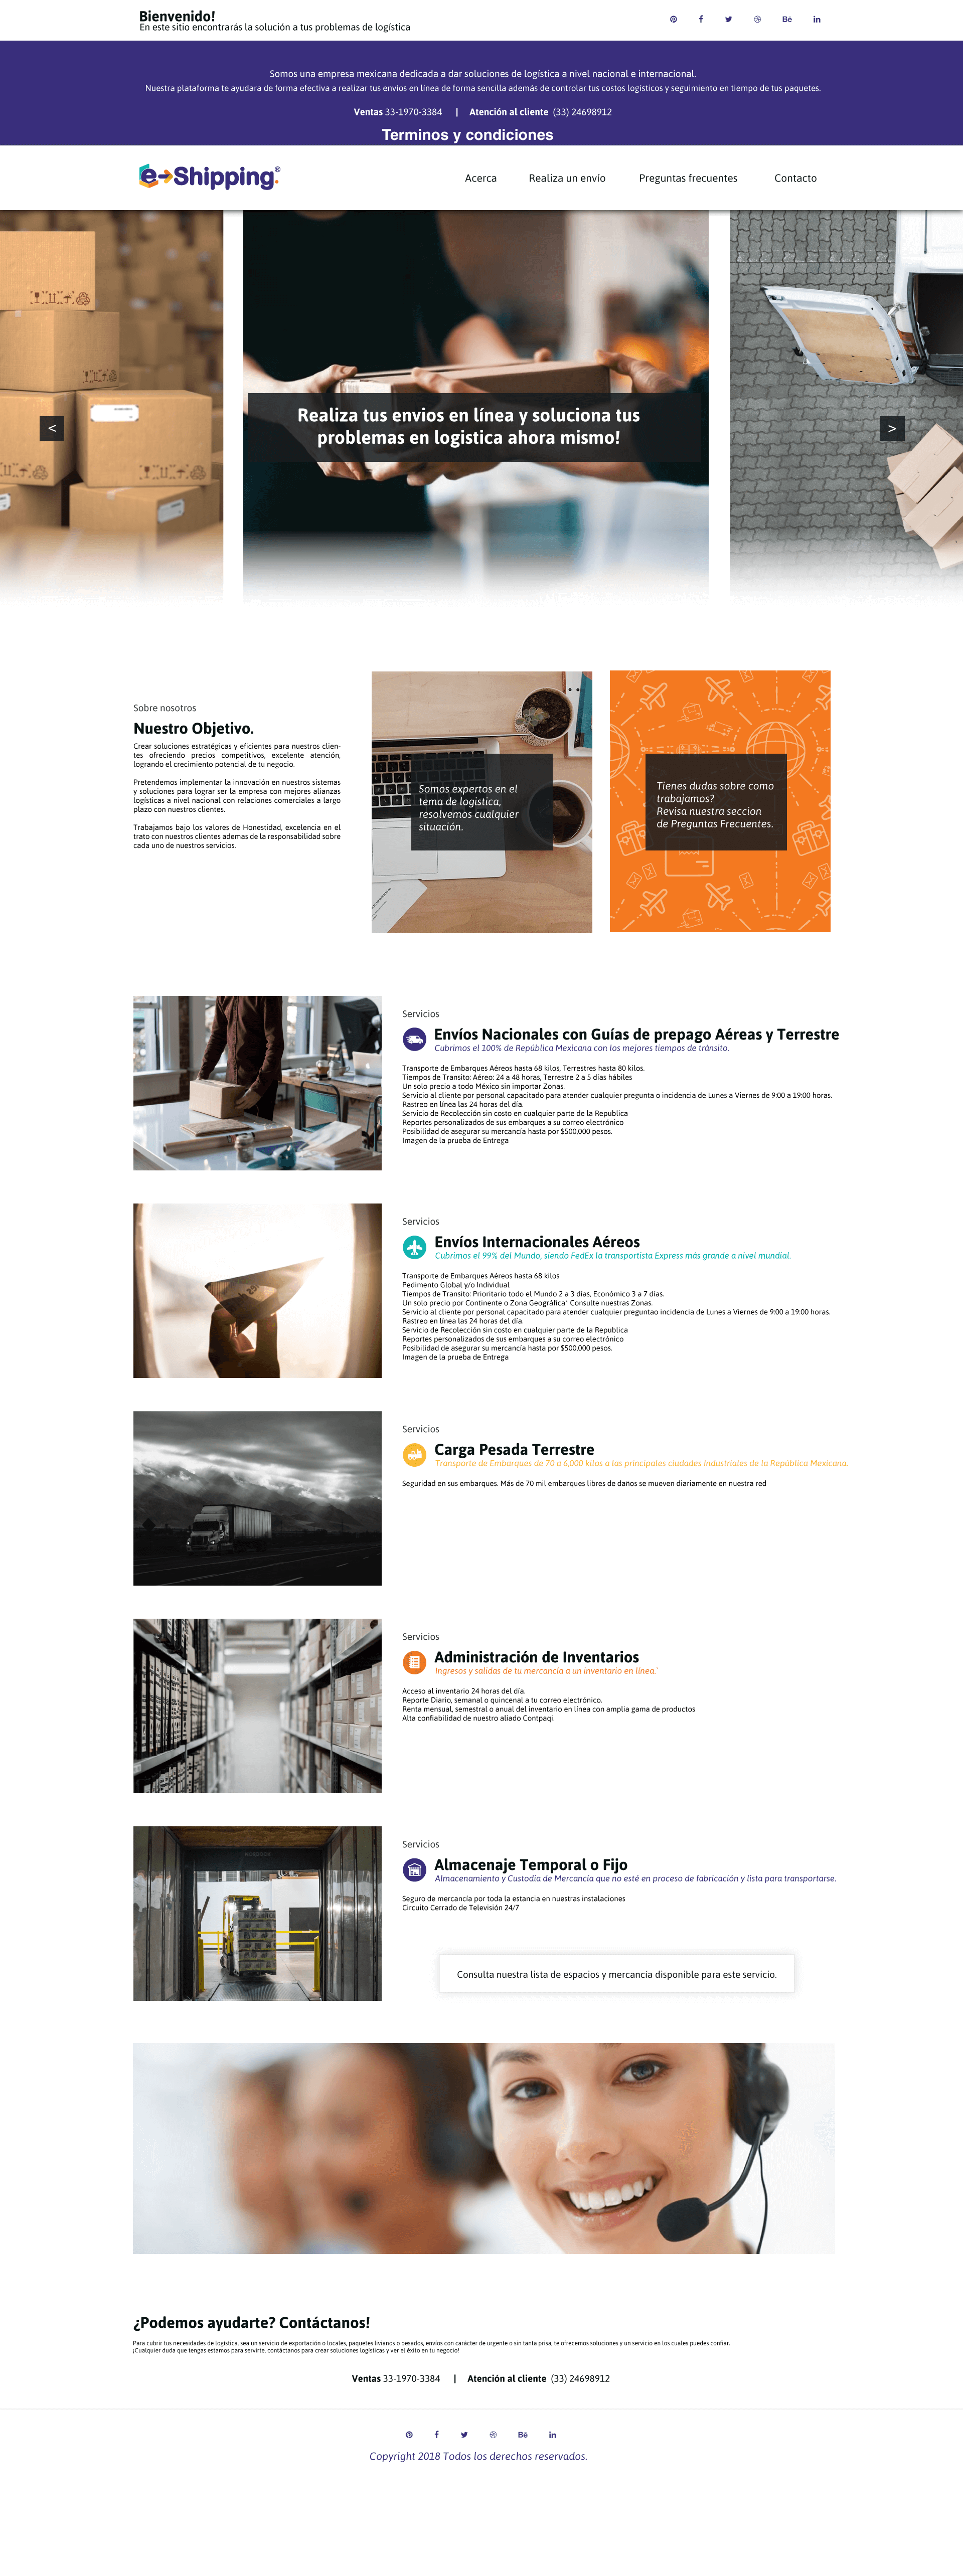 Bienvenido!
En este sitio encontrarás la solución a tus problemas de logística
Bē
Somos una empresa mexicana dedicada a dar soluciones de logística a nivel nacional e internacional.
Nuestra plataforma te ayudara de forma efectiva a realizar tus envíos en línea de forma sencilla además de controlar tus costos logísticos y seguimiento en tiempo de tus paquetes.
Ventas 33-1970-3384 | Atención al cliente (33) 24698912
Terminos y condiciones
e-Shipping®
Acerca Realiza un envío Preguntas frecuentes Contacto
< >
Realiza tus envios en línea y soluciona tus
problemas en logistica ahora mismo!
Sobre nosotros
Nuestro Objetivo.
Crear soluciones estratégicas y eficientes para nuestros clien-
tes ofreciendo precios competitivos, excelente atención,
logrando el crecimiento potencial de tu negocio.
Pretendemos implementar la innovación en nuestros sistemas
y soluciones para lograr ser la empresa con mejores alianzas
logísticas a nivel nacional con relaciones comerciales a largo
plazo con nuestros clientes.
Trabajamos bajo los valores de Honestidad, excelencia en el
trato con nuestros clientes ademas de la responsabilidad sobre
cada uno de nuestros servicios.
Somos expertos en el
tema de logística,
resolvemos cualquier
situación.
Tienes dudas sobre como
trabajamos?
Revisa nuestra seccion
de Preguntas Frecuentes.
Servicios
Envíos Nacionales con Guías de prepago Aéreas y Terrestre
Cubrimos el 100% de República Mexicana con los mejores tiempos de tránsito.
Transporte de Embarques Aéreos hasta 68 kilos, Terrestres hasta 80 kilos.
Tiempos de Transito: Aéreo: 24 a 48 horas, Terrestre 2 a 5 días hábiles
Un solo precio a todo México sin importar Zonas.
Servicio al cliente por personal capacitado para atender cualquier pregunta o incidencia de Lunes a Viernes de 9:00 a 19:00 horas.
Rastreo en línea las 24 horas del día.
Servicio de Recolección sin costo en cualquier parte de la Republica
Reportes personalizados de sus embarques a su correo electrónico
Posibilidad de asegurar su mercancía hasta por $500,000 pesos.
Imagen de la prueba de Entrega
Servicios
Envíos Internacionales Aéreos
Cubrimos el 99% del Mundo, siendo FedEx la transportista Express más grande a nivel mundial.
Transporte de Embarques Aéreos hasta 68 kilos
Pedimento Global y/o Individual
Tiempos de Transito: Prioritario todo el Mundo 2 a 3 días, Económico 3 a 7 días.
Un solo precio por Continente o Zona Geográfica* Consulte nuestras Zonas.
Servicio al cliente por personal capacitado para atender cualquier preguntao incidencia de Lunes a Viernes de 9:00 a 19:00 horas.
Rastreo en línea las 24 horas del día.
Servicio de Recolección sin costo en cualquier parte de la Republica
Reportes personalizados de sus embarques a su correo electrónico
Posibilidad de asegurar su mercancía hasta por $500,000 pesos.
Imagen de la prueba de Entrega
Servicios
Carga Pesada Terrestre
Transporte de Embarques de 70 a 6,000 kilos a las principales ciudades Industriales de la República Mexicana.
Seguridad en sus embarques. Más de 70 mil embarques libres de daños se mueven diariamente en nuestra red
Servicios
Administración de Inventarios
Ingresos y salidas de tu mercancía a un inventario en línea.¨
Acceso al inventario 24 horas del día.
Reporte Diario, semanal o quincenal a tu correo electrónico.
Renta mensual, semestral o anual del inventario en línea con amplia gama de productos
Alta confiabilidad de nuestro aliado Contpaqi.
Servicios
Almacenaje Temporal o Fijo
Almacenamiento y Custodia de Mercancía que no esté en proceso de fabricación y lista para transportarse.
Seguro de mercancía por toda la estancia en nuestras instalaciones
Circuito Cerrado de Televisión 24/7
Consulta nuestra lista de espacios y mercancía disponible para este servicio.
¿Podemos ayudarte? Contáctanos!
Para cubrir tus necesidades de logística, sea un servicio de exportación o locales, paquetes livianos o pesados, envíos con carácter de urgente o sin tanta prisa, te ofrecemos soluciones y un servicio en los cuales puedes confiar.
¡Cualquier duda que tengas estamos para servirte, contáctanos para crear soluciones logísticas y ver el éxito en tu negocio!
Ventas 33-1970-3384 | Atención al cliente (33) 24698912
Bē
Copyright 2018 Todos los derechos reservados.